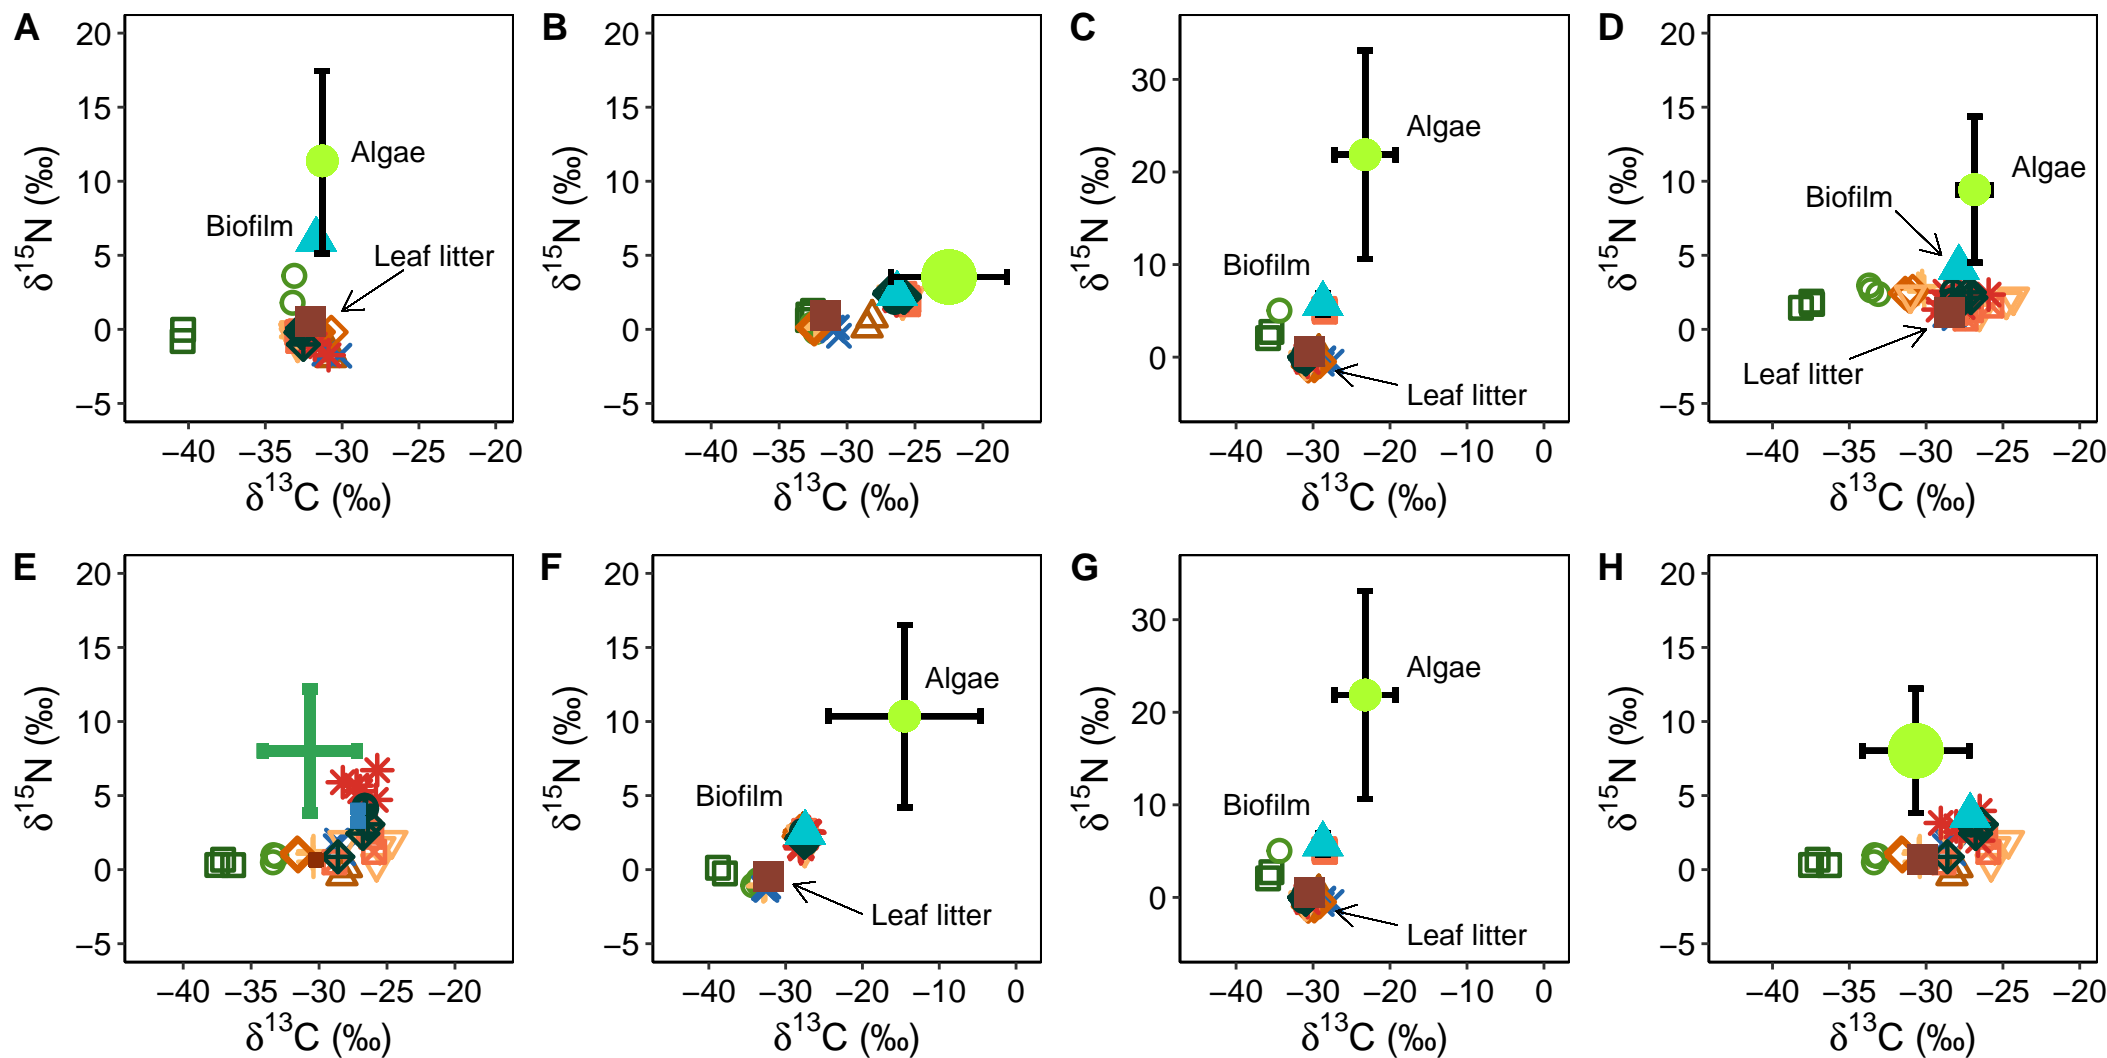 A
20
15
10
5
0
−5
δ15N (‰)
Algae
Biofilm
Leaf litter
−40 −35 −30 −25 −20
δ13C (‰)
B
20
15
10
5
0
−5
δ15N (‰)
−40 −35 −30 −25 −20
δ13C (‰)
C
30
20
10
0
δ15N (‰)
Algae
Biofilm
Leaf litter
−40 −30 −20 −10 0
δ13C (‰)
D
20
15
10
5
0
−5
δ15N (‰)
Algae
Biofilm
Leaf litter
−40 −35 −30 −25 −20
δ13C (‰)
E
20
15
10
5
0
−5
δ15N (‰)
−40 −35 −30 −25 −20
δ13C (‰)
F
20
15
10
5
0
−5
δ15N (‰)
Algae
Biofilm
Leaf litter
−40 −30 −20 −10 0
δ13C (‰)
G
30
20
10
0
δ15N (‰)
Algae
Biofilm
Leaf litter
−40 −30 −20 −10 0
δ13C (‰)
H
20
15
10
5
0
−5
δ15N (‰)
−40 −35 −30 −25 −20
δ13C (‰)